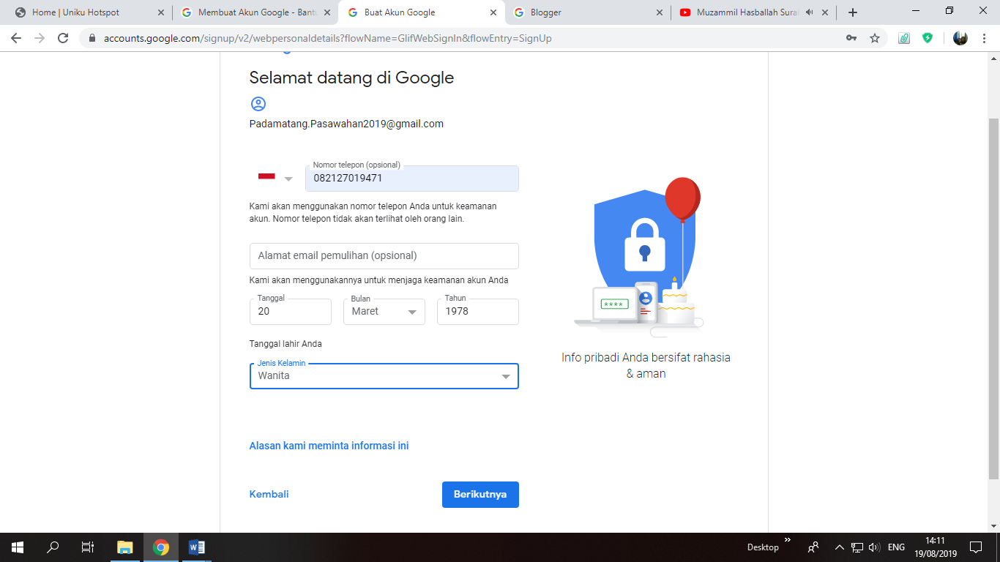 Home | Uniku Hotspot
Membuat Akun Google - Bantu
Buat Akun Google
Blogger
Muzammil Hasballah Sura
accounts.google.com/signup/v2/webpersonaldetails?flowName=GlifWebSignIn&flowEntry=SignUp
Selamat datang di Google
Padamatang.Pasawahan2019@gmail.com
Nomor telepon (opsional)
082127019471
Kami akan menggunakan nomor telepon Anda untuk keamanan
akun. Nomor telepon tidak akan terlihat oleh orang lain.
Alamat email pemulihan (opsional)
Kami akan menggunakannya untuk menjaga keamanan akun Anda
Tanggal
20
Bulan
Maret
Tahun
1978
Tanggal lahir Anda
Jenis Kelamin
Wanita
****
Info pribadi Anda bersifat rahasia
& aman
Alasan kami meminta informasi ini
Kembali
Berikutnya
Desktop
ENG
14:11
19/08/2019